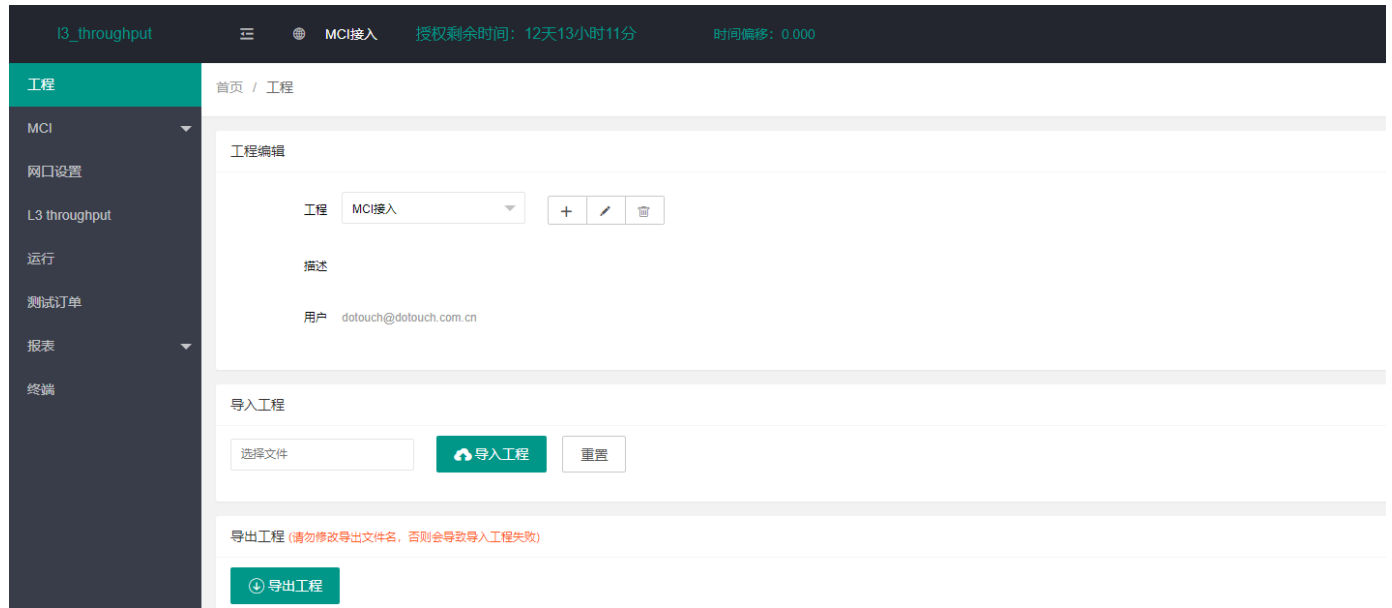 l3_throughput MCI接入 授权剩余时间：12天13小时11分 时间偏移：0.000
工程
首页 / 工程
MCI
工程编辑
网口设置
工程 MCI接入
L3 throughput
运行
描述
测试订单
用户 dotouch@dotouch.com.cn
报表
终端
导入工程
选择文件 导入工程 重置
导出工程 (请勿修改导出文件名，否则会导致导入工程失败)
导出工程